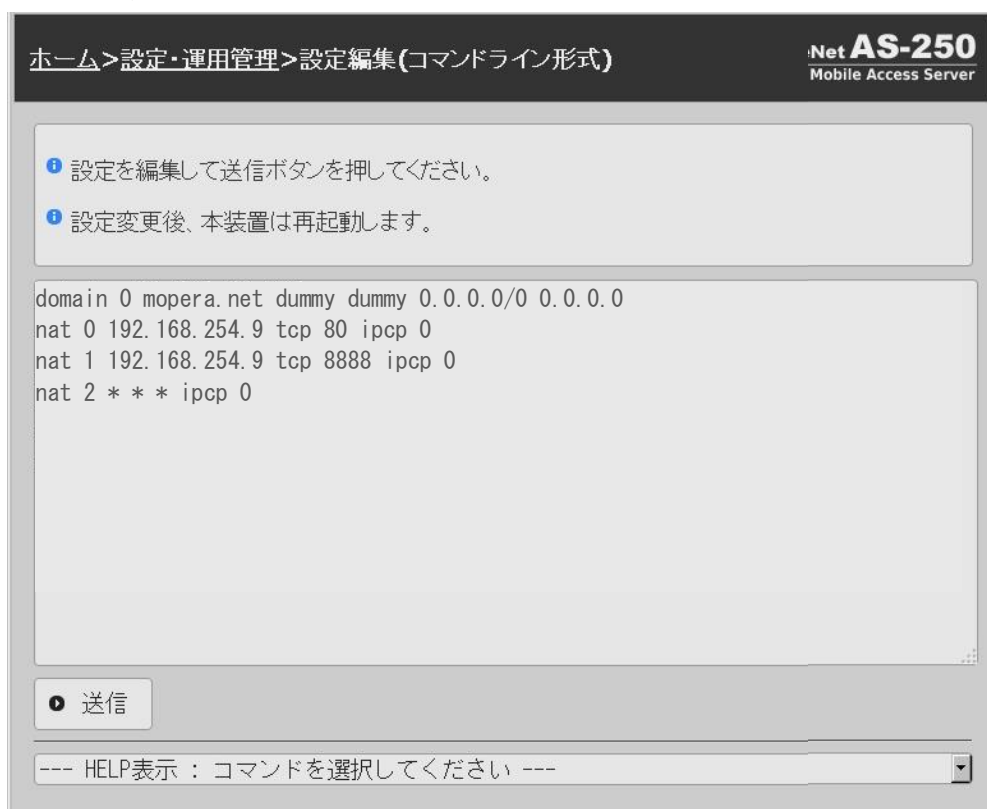 ホーム>設定・運用管理>設定編集(コマンドライン形式)
Net AS-250
Mobile Access Server
設定を編集して送信ボタンを押してください。
設定変更後、本装置は再起動します。
domain 0 mopera.net dummy dummy 0.0.0.0/0 0.0.0.0
nat 0 192.168.254.9 tcp 80 ipcp 0
nat 1 192.168.254.9 tcp 8888 ipcp 0
nat 2 * * * ipcp 0
送信
--- HELP表示 : コマンドを選択してください ---